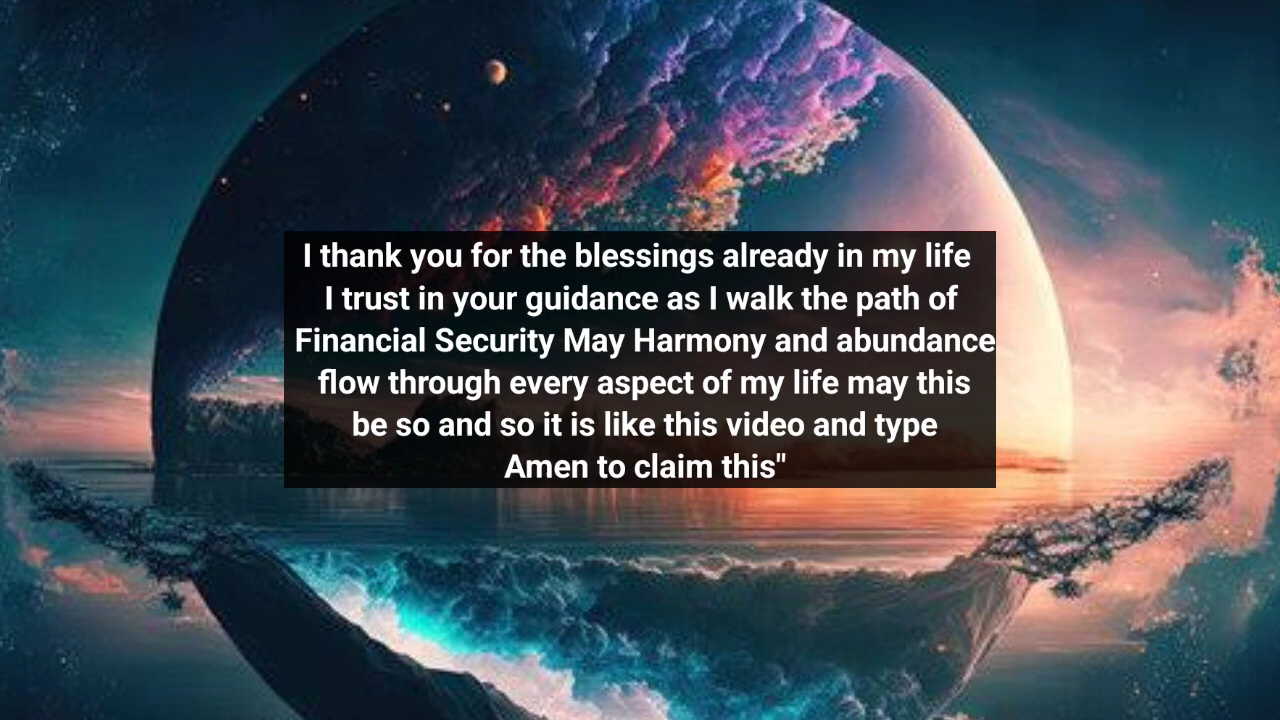 I thank you for the blessings already in my life
I trust in your guidance as I walk the path of
Financial Security May Harmony and abundance
flow through every aspect of my life may this
be so and so it is like this video and type
Amen to claim this"